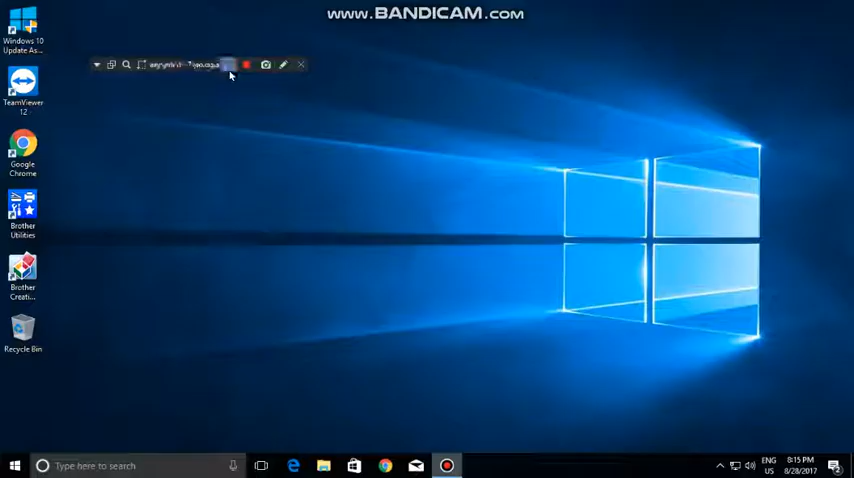 WWW.BANDICAM.COM
Windows 10
Update As...
TeamViewer
12
Google
Chrome
Brother
Utilities
Brother
Creati...
Recycle Bin
Type here to search
ENG
US
8:15 PM
8/28/2017
2